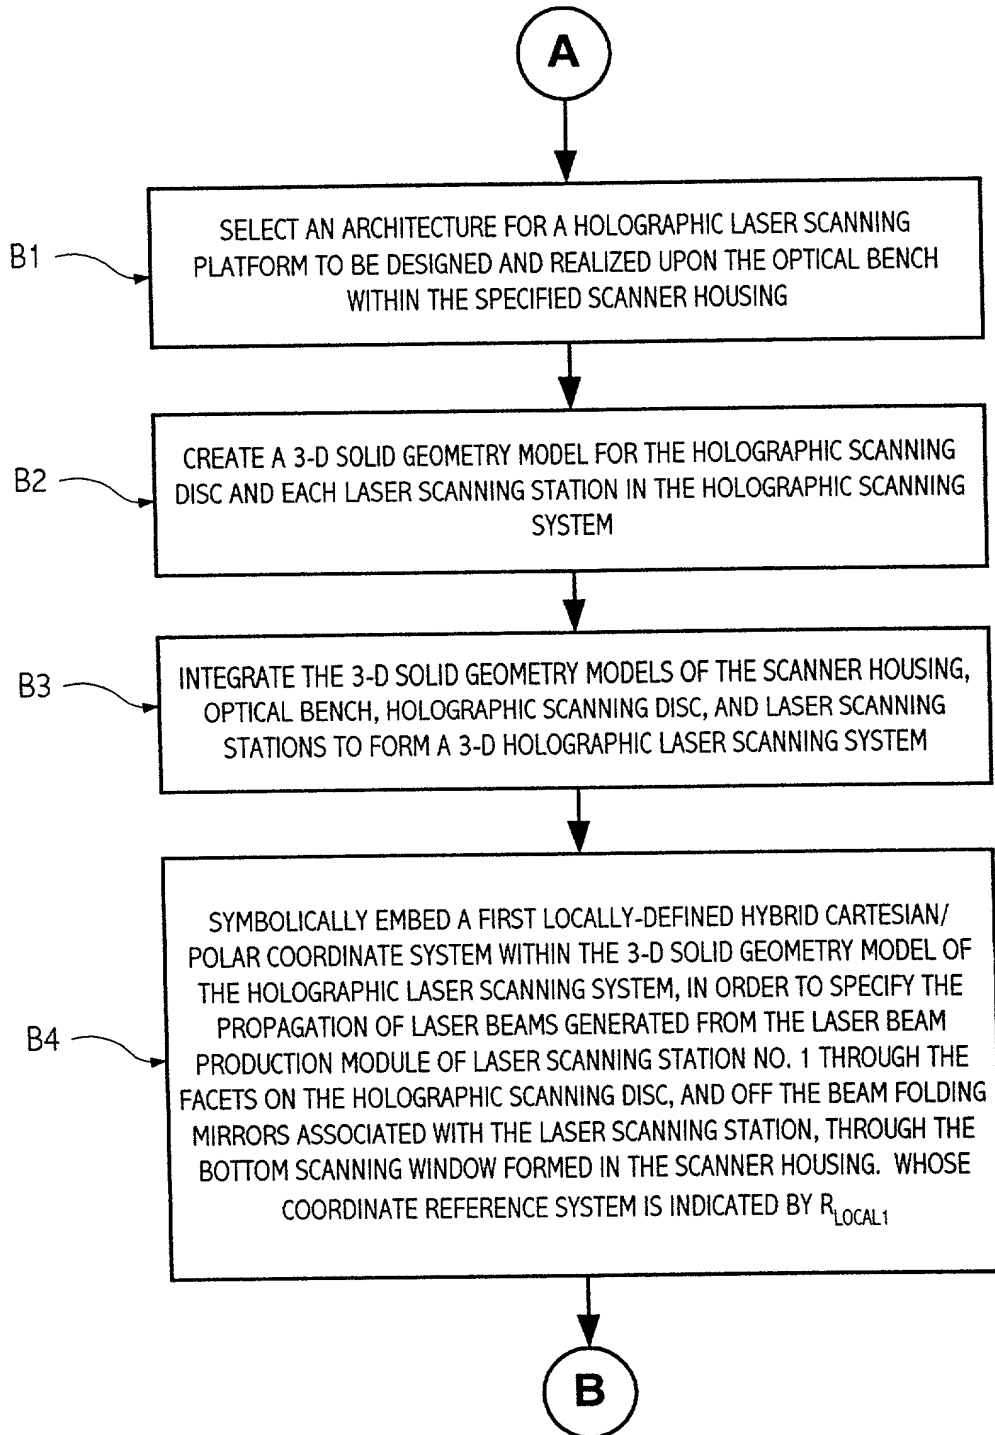 A
B1
SELECT AN ARCHITECTURE FOR A HOLOGRAPHIC LASER SCANNING
PLATFORM TO BE DESIGNED AND REALIZED UPON THE OPTICAL BENCH
WITHIN THE SPECIFIED SCANNER HOUSING
B2
CREATE A 3-D SOLID GEOMETRY MODEL FOR THE HOLOGRAPHIC SCANNING
DISC AND EACH LASER SCANNING STATION IN THE HOLOGRAPHIC SCANNING
SYSTEM
B3
INTEGRATE THE 3-D SOLID GEOMETRY MODELS OF THE SCANNER HOUSING,
OPTICAL BENCH, HOLOGRAPHIC SCANNING DISC, AND LASER SCANNING
STATIONS TO FORM A 3-D HOLOGRAPHIC LASER SCANNING SYSTEM
B4
SYMBOLICALLY EMBED A FIRST LOCALLY-DEFINED HYBRID CARTESIAN/
POLAR COORDINATE SYSTEM WITHIN THE 3-D SOLID GEOMETRY MODEL OF
THE HOLOGRAPHIC LASER SCANNING SYSTEM, IN ORDER TO SPECIFY THE
PROPAGATION OF LASER BEAMS GENERATED FROM THE LASER BEAM
PRODUCTION MODULE OF LASER SCANNING STATION NO. 1 THROUGH THE
FACETS ON THE HOLOGRAPHIC SCANNING DISC, AND OFF THE BEAM FOLDING
MIRRORS ASSOCIATED WITH THE LASER SCANNING STATION, THROUGH THE
BOTTOM SCANNING WINDOW FORMED IN THE SCANNER HOUSING. WHOSE
COORDINATE REFERENCE SYSTEM IS INDICATED BY R_LOCAL1
B